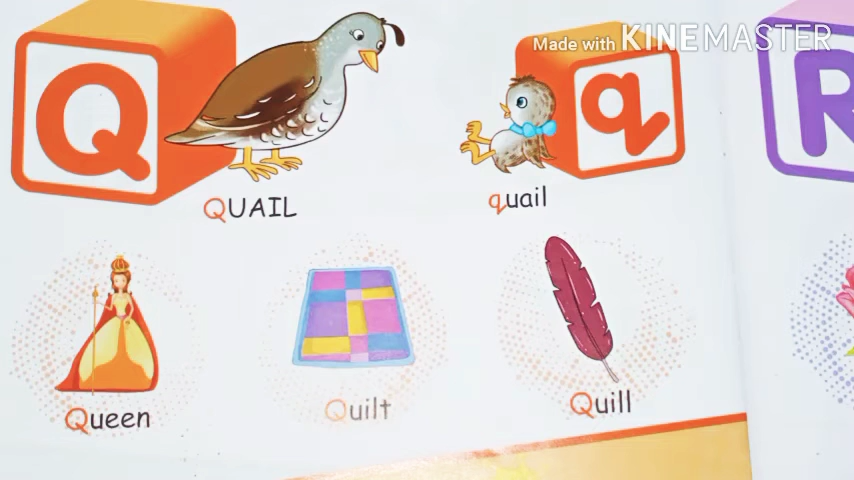 Made with KINEMASTER
Q
q
R
QUAIL
quail
Queen
Quilt
Quill